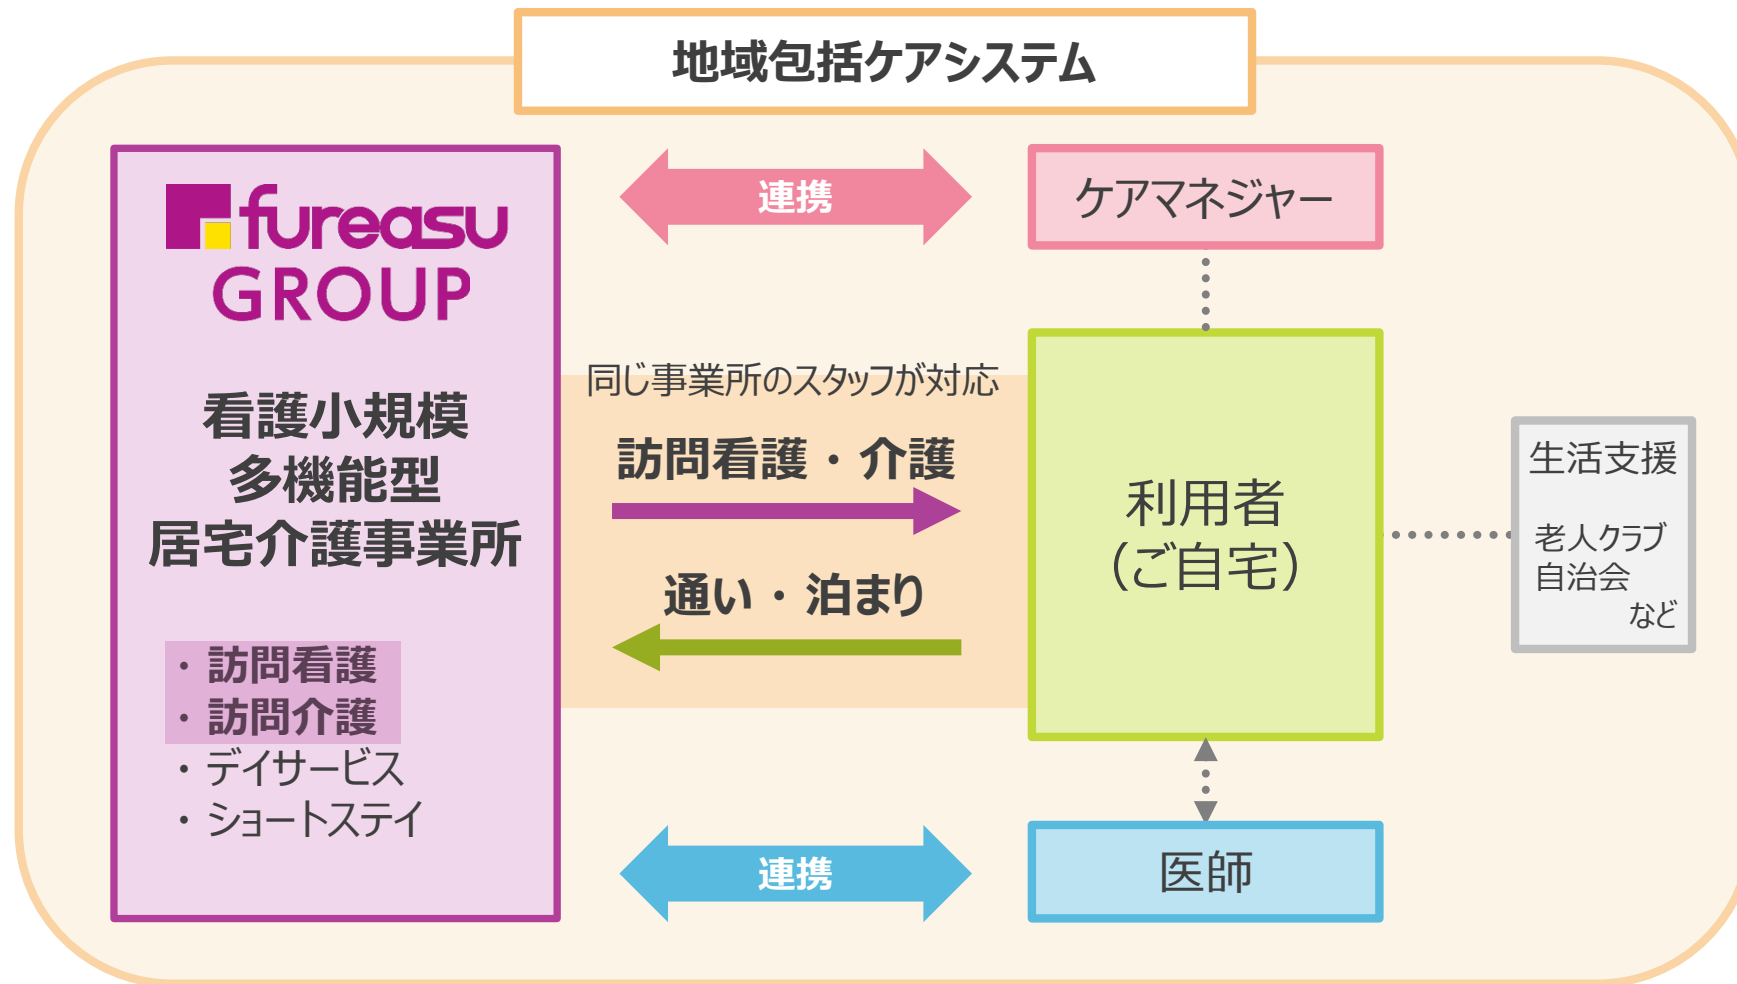 地域包括ケアシステム
fureasu
GROUP
看護小規模
多機能型
居宅介護事業所
・訪問看護
・訪問介護
・デイサービス
・ショートステイ
連携
同じ事業所のスタッフが対応
訪問看護・介護
通い・泊まり
連携
ケアマネジャー
利用者
（ご自宅）
医師
生活支援
老人クラブ
自治会
など